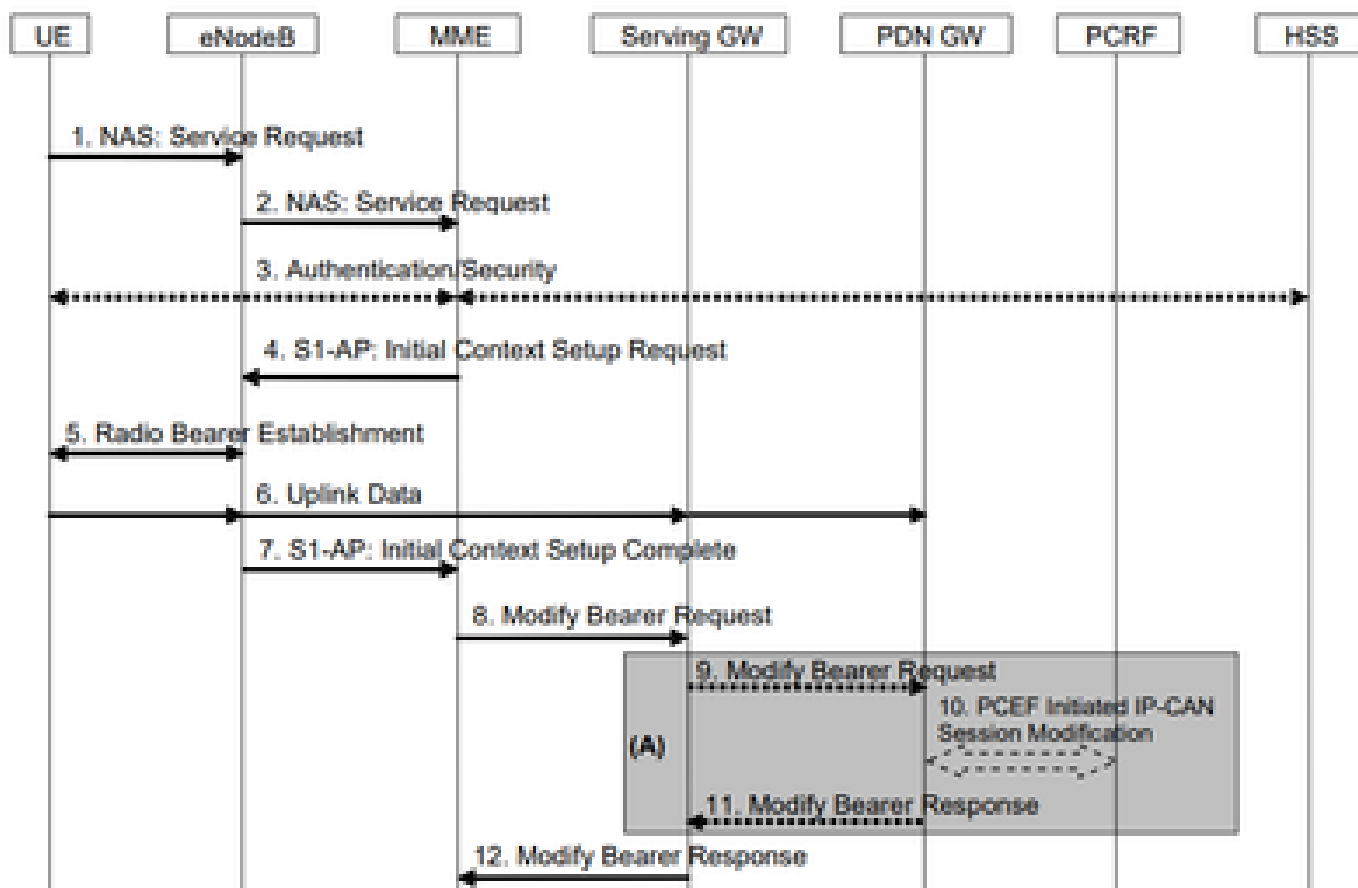 UE eNodeB MME Serving GW PDN GW PCRF HSS
1. NAS: Service Request
2. NAS: Service Request
3. Authentication/Security
4. S1-AP: Initial Context Setup Request
5. Radio Bearer Establishment
6. Uplink Data
7. S1-AP: Initial Context Setup Complete
8. Modify Bearer Request
9. Modify Bearer Request
10. PCEF Initiated IP-CAN
Session Modification
(A)
11. Modify Bearer Response
12. Modify Bearer Response